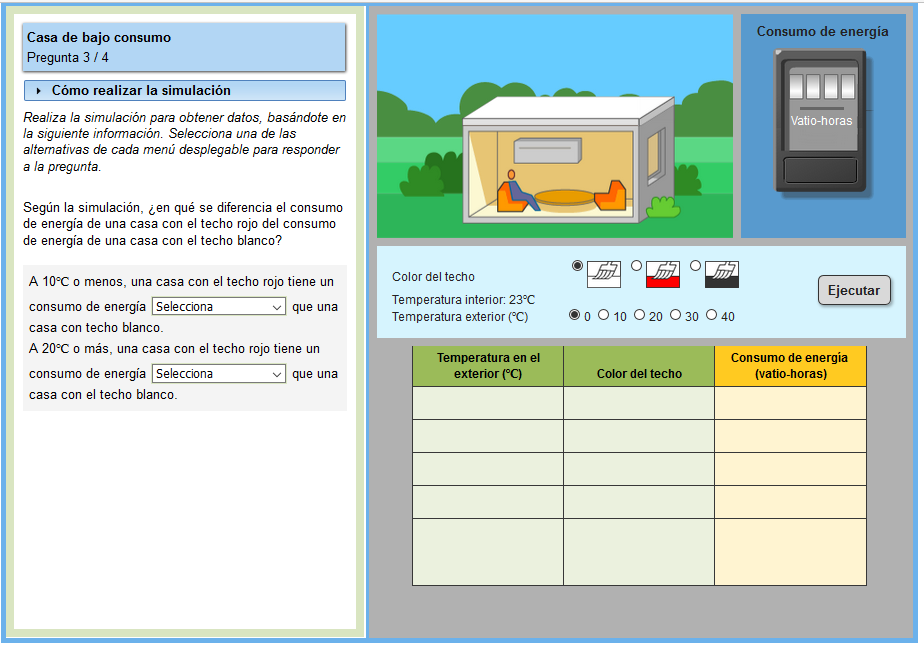 Casa de bajo consumo
Pregunta 3 / 4
Cómo realizar la simulación
Realiza la simulación para obtener datos, basándote en
la siguiente información. Selecciona una de las
alternativas de cada menú desplegable para responder
a la pregunta.
Según la simulación, ¿en qué se diferencia el consumo
de energía de una casa con el techo rojo del consumo
de energía de una casa con el techo blanco?
A 10°C o menos, una casa con el techo rojo tiene un
consumo de energía Selecciona que una
casa con techo blanco.
A 20°C o más, una casa con el techo rojo tiene un
consumo de energía Selecciona que una
casa con el techo blanco.
Consumo de energía
Vatio-horas
Color del techo
Temperatura interior: 23°C
Temperatura exterior (°C) 0 10 20 30 40
Ejecutar
Temperatura en el
exterior (°C)
Color del techo
Consumo de energía
(vatio-horas)